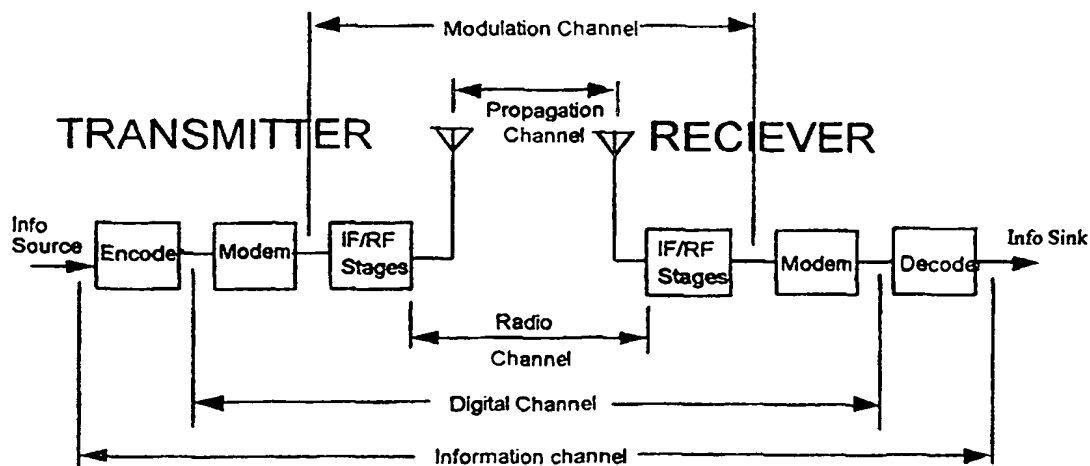 Modulation Channel
Propagation
Channel
TRANSMITTER
RECIEVER
Info
Source
Encode
Modem
IF/RF
Stages
IF/RF
Stages
Modem
Decode
Info Sink
Radio
Channel
Digital Channel
Information channel